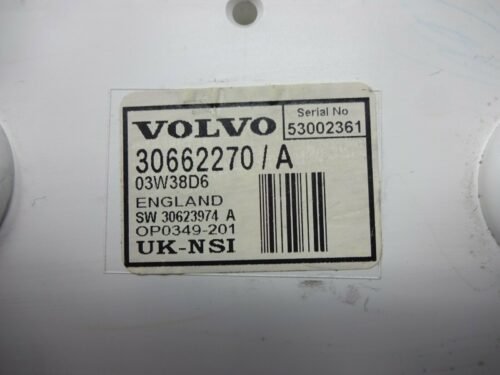 VOLVO
Serial No
53002361
30662270/A
03W38D6
ENGLAND
SW 30623974 A
OP0349-201
UK-NSI